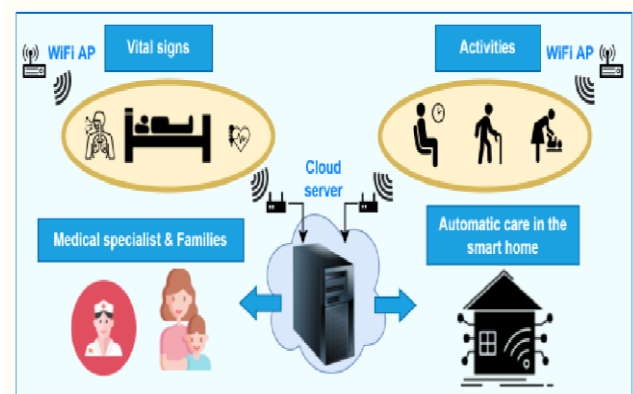 WiFi AP
Vital signs
Activities
WiFi AP
Cloud
server
Medical specialist & Families
Automatic care in the
smart home